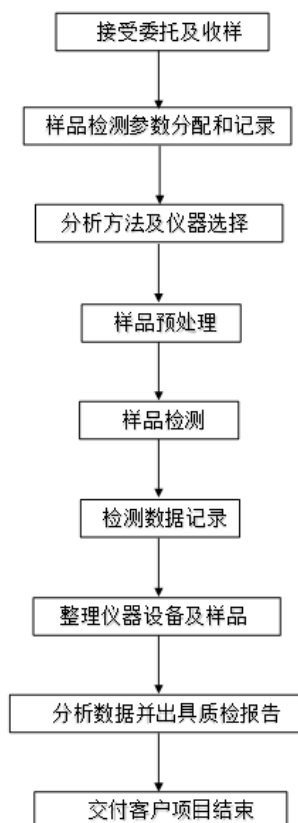 接受委托及收样
样品检测参数分配和记录
分析方法及仪器选择
样品预处理
样品检测
检测数据记录
整理仪器设备及样品
分析数据并出具质检报告
交付客户项目结束